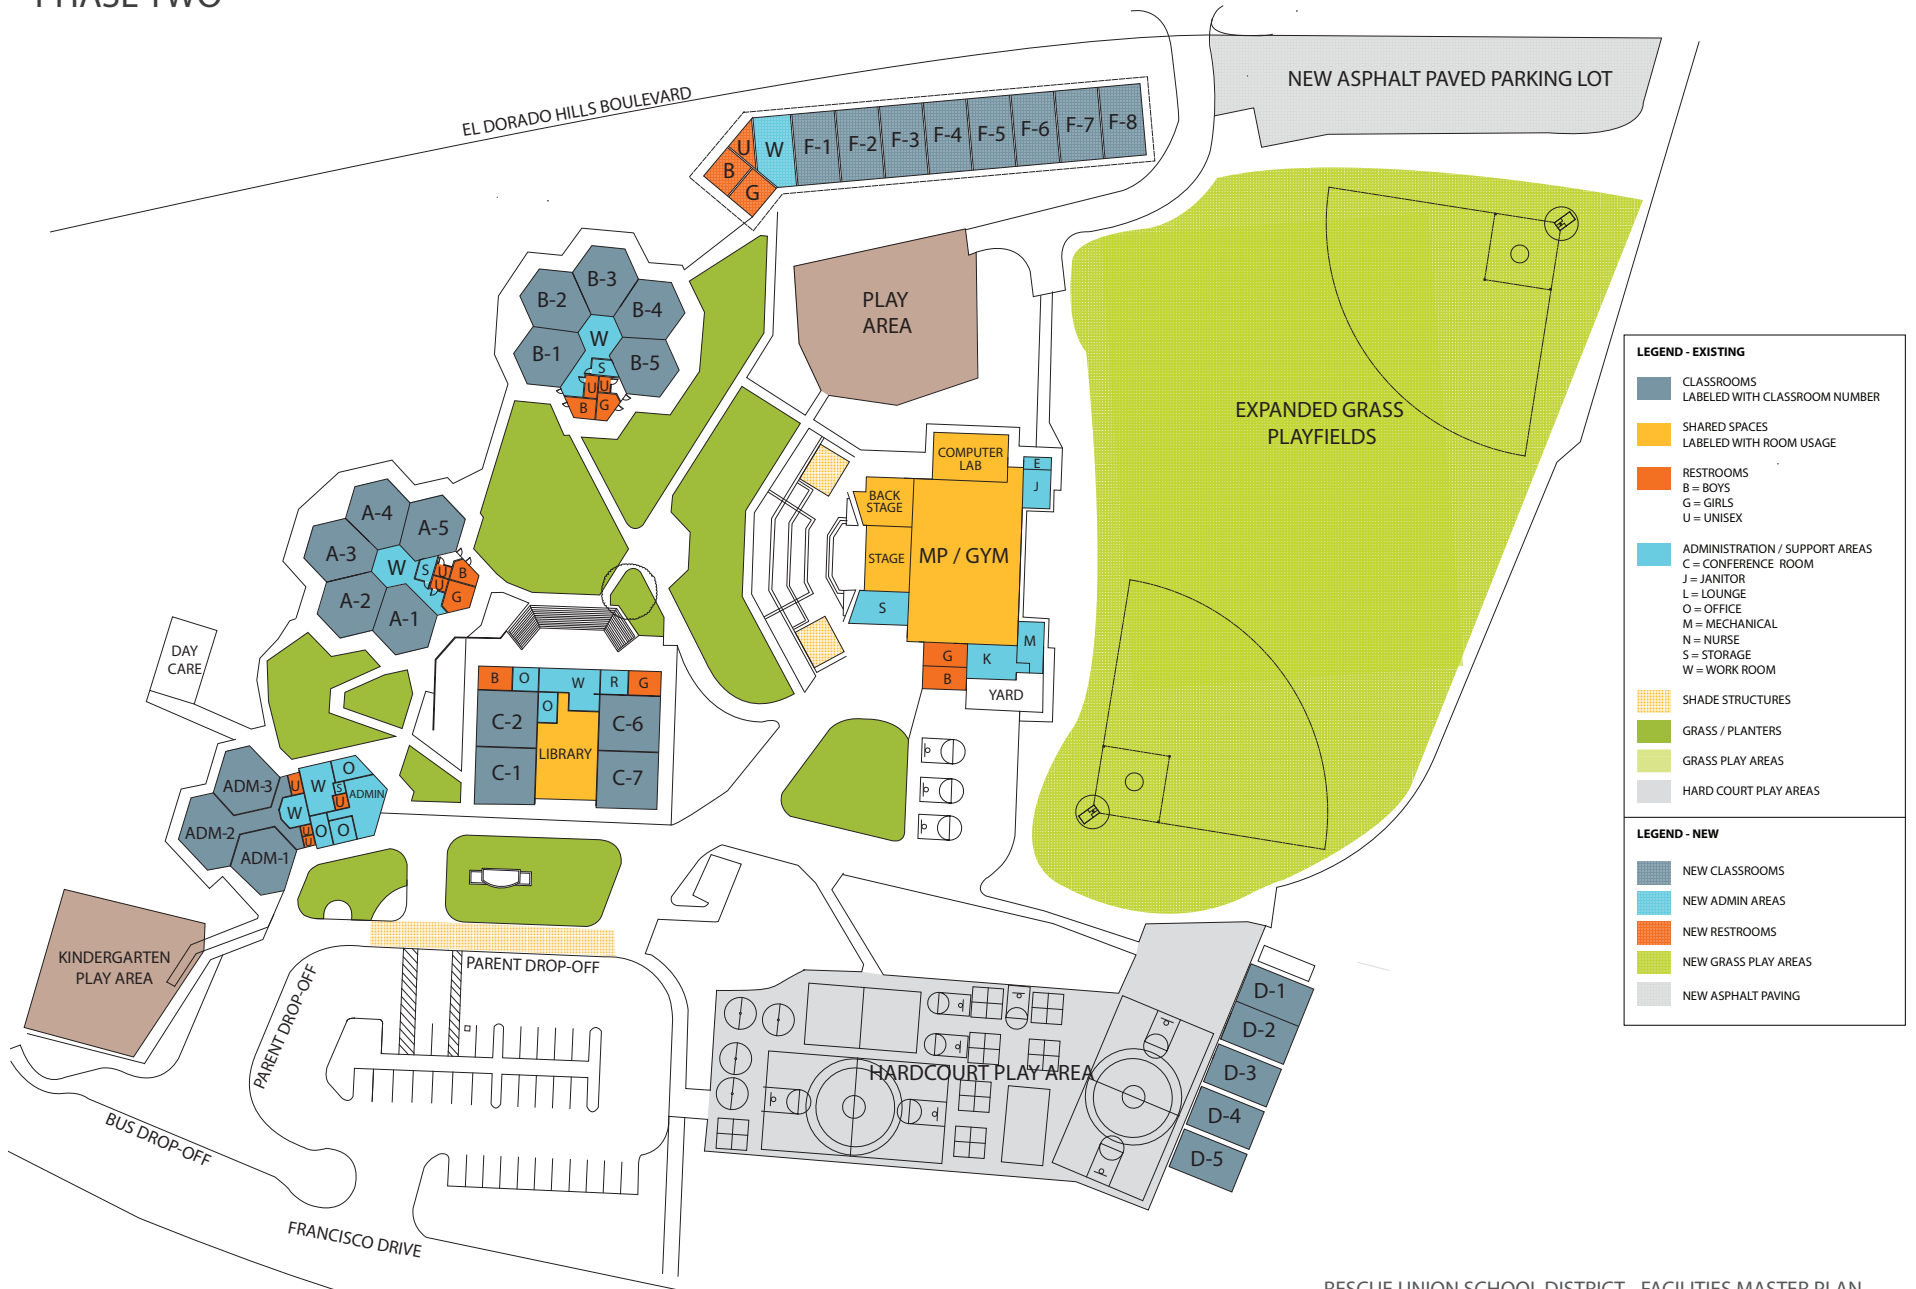 PHASE TWO
EL DORADO HILLS BOULEVARD
NEW ASPHALT PAVED PARKING LOT
U
W
F-1
F-2
F-3
F-4
F-5
F-6
F-7
F-8
B
G
B-3
B-2
B-4
W
B-1
B-5
S
U
U
B
G
PLAY
AREA
EXPANDED GRASS
PLAYFIELDS
COMPUTER
LAB
E
J
BACK
STAGE
STAGE
MP / GYM
S
M
G
K
B
YARD
A-4
A-5
A-3
W
S
U
B
U
G
A-2
A-1
DAY
CARE
B
O
W
R
G
O
C-2
C-6
LIBRARY
C-1
C-7
O
ADM-3
U
W
S
ADMIN
U
W
ADM-2
U
O
O
U
ADM-1
KINDERGARTEN
PLAY AREA
PARENT DROP-OFF
PARENT DROP-OFF
BUS DROP-OFF
FRANCISCO DRIVE
HARDCOURT PLAY AREA
D-1
D-2
D-3
D-4
D-5
LEGEND - EXISTING
CLASSROOMS
LABELED WITH CLASSROOM NUMBER
SHARED SPACES
LABELED WITH ROOM USAGE
RESTROOMS
B = BOYS
G = GIRLS
U = UNISEX
ADMINISTRATION / SUPPORT AREAS
C = CONFERENCE ROOM
J = JANITOR
L = LOUNGE
O = OFFICE
M = MECHANICAL
N = NURSE
S = STORAGE
W = WORK ROOM
SHADE STRUCTURES
GRASS / PLANTERS
GRASS PLAY AREAS
HARD COURT PLAY AREAS
LEGEND - NEW
NEW CLASSROOMS
NEW ADMIN AREAS
NEW RESTROOMS
NEW GRASS PLAY AREAS
NEW ASPHALT PAVING
RESCUE UNION SCHOOL DISTRICT - FACILITIES MASTER PLAN